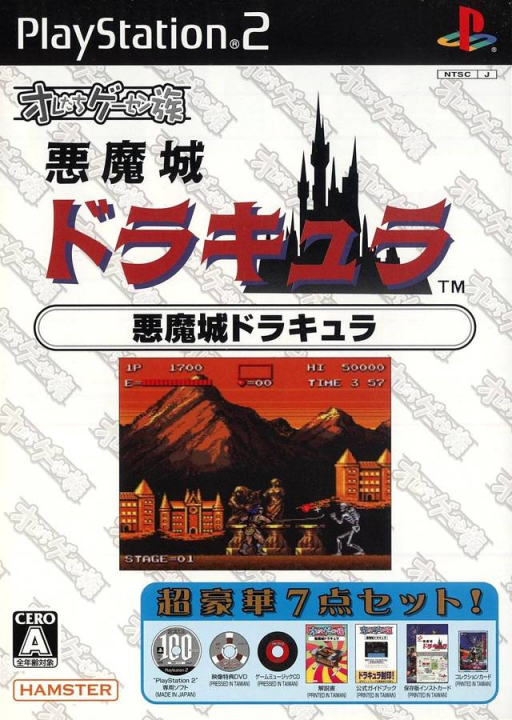 PlayStation®2
NTSC J
オレたちゲーセン族
悪魔城
ドラキュラ
TM
悪魔城ドラキュラ
1P 1700 HI 50000
E= ♥=00 TIME 3 57
STAGE-01
超豪華7点セット!
CERO
A
全年齢対象
HAMSTER
"PlayStation 2"
専用ソフト
(MADE IN JAPAN)
映像特典DVD
(PRESSED IN TAIWAN)
ゲームミュージックCD
(PRESSED IN TAIWAN)
解説書
(PRINTED IN TAIWAN)
公式ガイドブック
(PRINTED IN TAIWAN)
保存版インストカード
(PRINTED IN TAIWAN)
コレクションカード
(PRINTED IN TAIWAN)